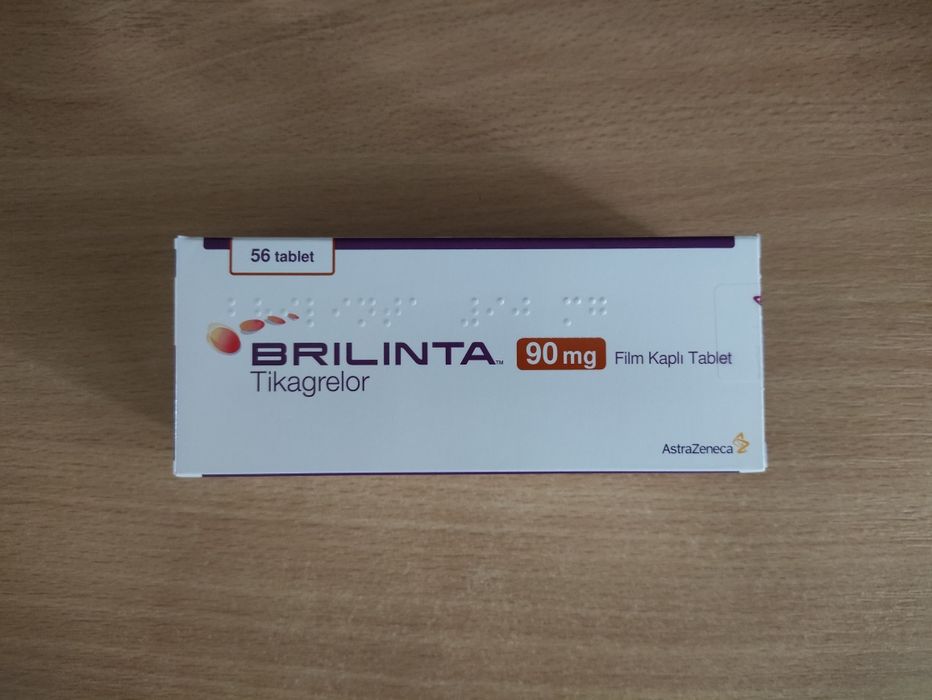 56 tablet
BRILINTA™ 90 mg Film Kaplı Tablet
Tikagrelor
AstraZeneca